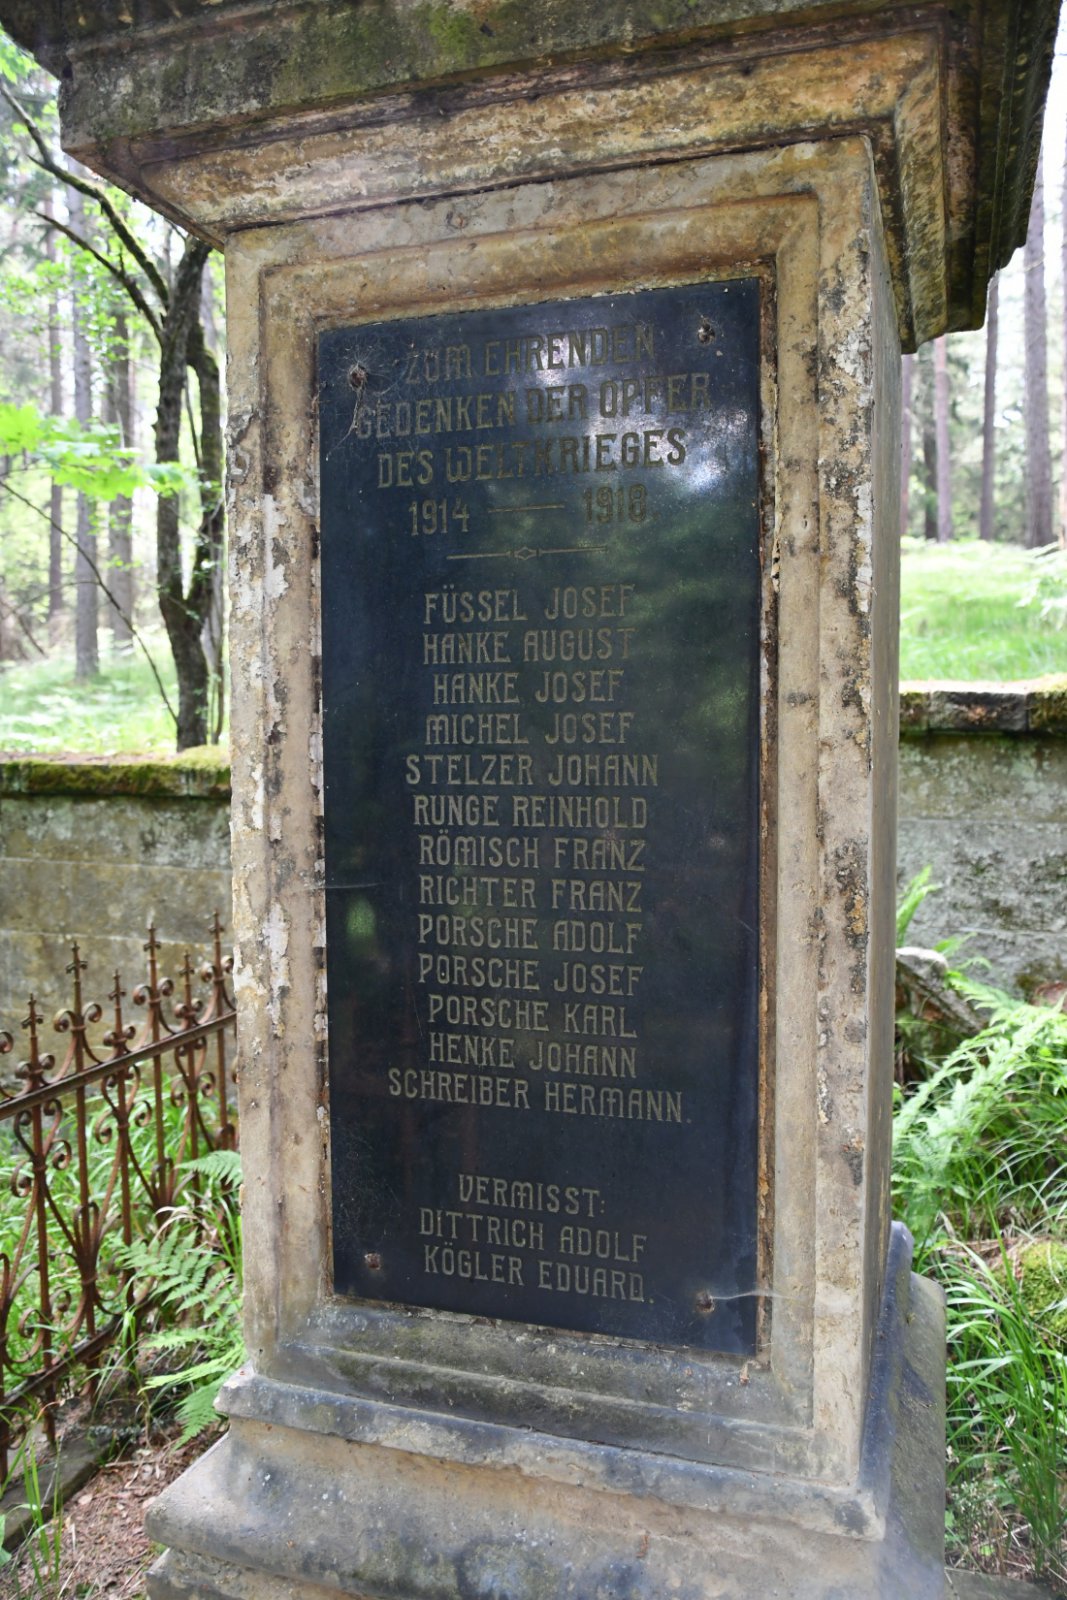 ZUM EHRENDEN
GEDENKEN DER OPFER
DES WELTKRIEGES
1914 — 1918.
FÜSSEL JOSEF
HANKE AUGUST
HANKE JOSEF
MICHEL JOSEF
STELZER JOHANN
RUNGE REINHOLD
RÖMISCH FRANZ
RICHTER FRANZ
PORSCHE ADOLF
PORSCHE JOSEF
PORSCHE KARL
HENKE JOHANN
SCHREIBER HERMANN.
VERMISST:
DITTRICH ADOLF
KÖGLER EDUARD.